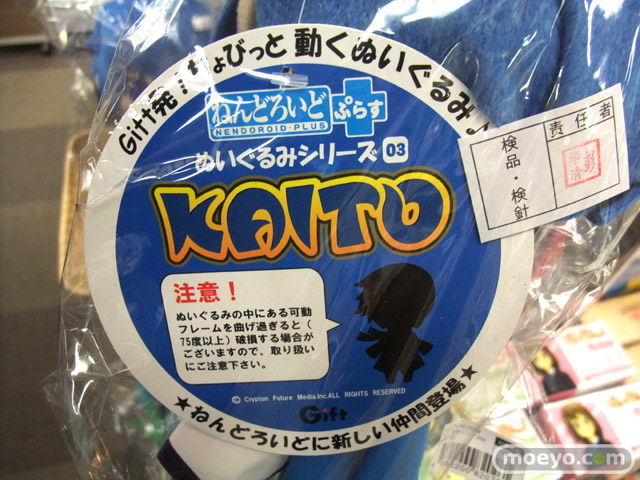 Gift発！ちょびっと動くぬいぐるみ♪
ねんどろいど ぷらす
NENDOROID-PLUS
ぬいぐるみシリーズ 03
KAITO
注意！
ぬいぐるみの中にある可動
フレームを曲げ過ぎると（
75度以上）破損する場合が
ございますので、取り扱い
にご注意下さい。
© Crypton Future Media,Inc.ALL RIGHTS RESERVED
Gift
★ねんどろいどに新しい仲間登場★
責任者
検品・検針
moeyo.com